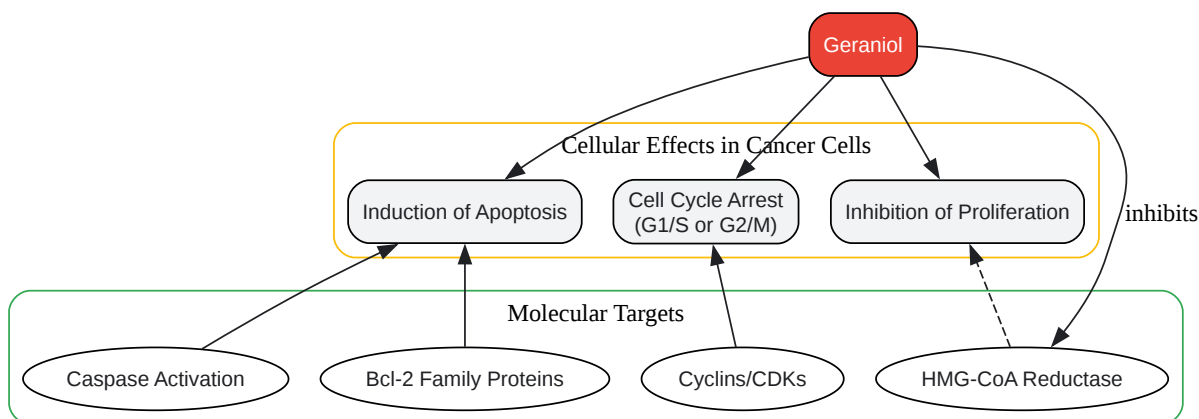 Geraniol
Cellular Effects in Cancer Cells
Induction of Apoptosis
Cell Cycle Arrest
(G1/S or G2/M)
Inhibition of Proliferation
inhibits
Molecular Targets
Caspase Activation
Bcl-2 Family Proteins
Cyclins/CDKs
HMG-CoA Reductase